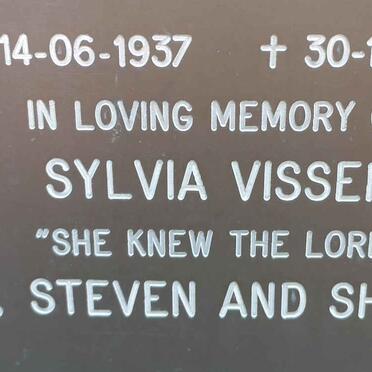 14-06-1937 ✝ 30-1
IN LOVING MEMORY
SYLVIA VISSE
"SHE KNEW THE LOR
STEVEN AND SH